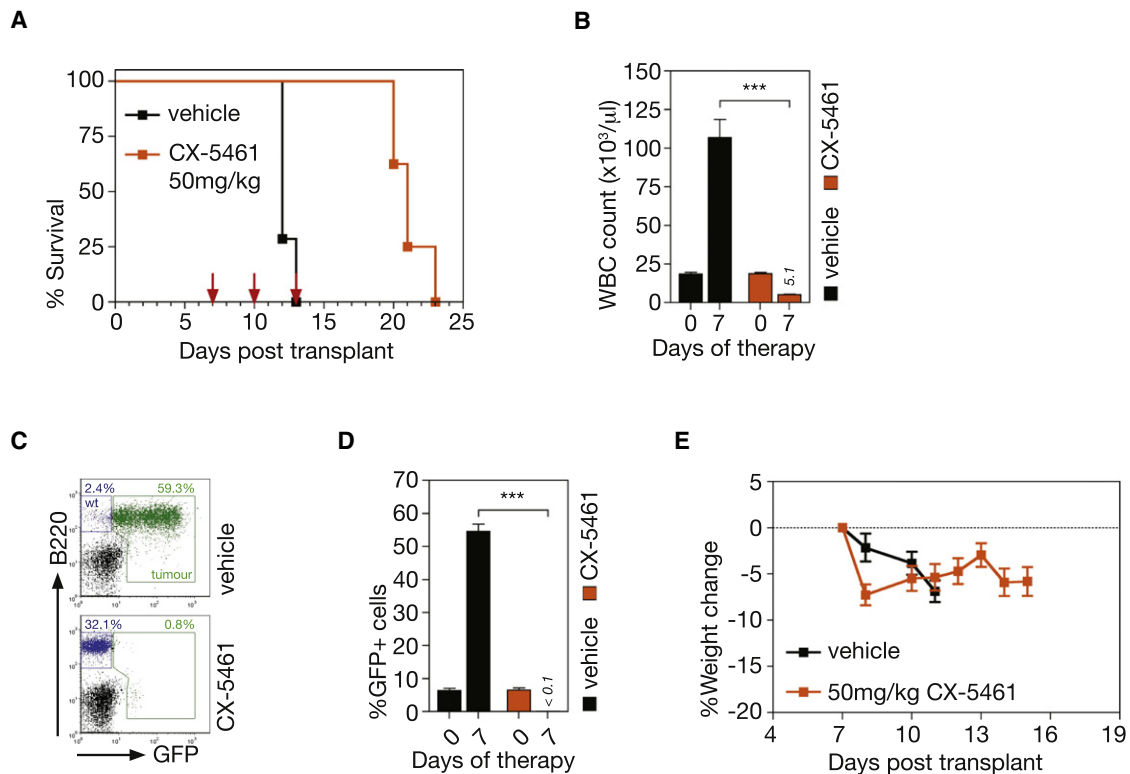 A
% Survival
100
75
50
25
0
vehicle
CX-5461
50mg/kg
0 5 10 15 20 25
Days post transplant
B
WBC count (x10³/µl)
150
125
100
75
50
25
0
***
5.1
0 7 0 7
Days of therapy
vehicle CX-5461
C
2.4% 59.3%
wt
tumour
B220
vehicle
32.1% 0.8%
CX-5461
GFP
D
%GFP+ cells
70
60
50
40
30
20
10
0
***
< 0.1
0 7 0 7
Days of therapy
vehicle CX-5461
E
%Weight change
5
0
-5
-10
-15
-20
vehicle
50mg/kg CX-5461
4 7 10 13 16 19
Days post transplant